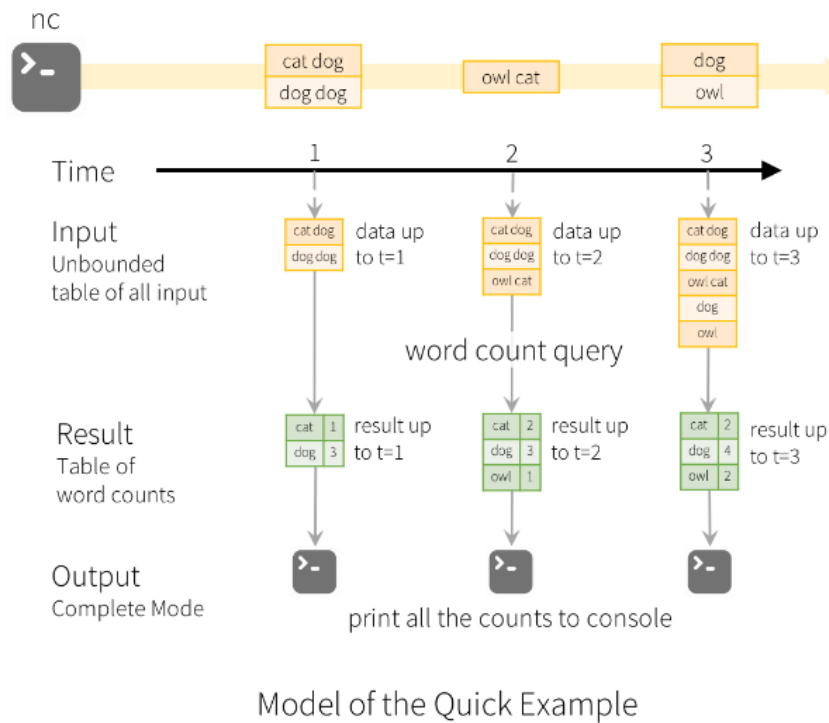 nc
cat dog
dog dog
owl cat
dog
owl
Time
1
2
3
Input
Unbounded
table of all input
cat dog
dog dog
data up
to t=1
cat dog
dog dog
owl cat
data up
to t=2
cat dog
dog dog
owl cat
dog
owl
data up
to t=3
word count query
Result
Table of
word counts
cat 1
dog 3
result up
to t=1
cat 2
dog 3
owl 1
result up
to t=2
cat 2
dog 4
owl 2
result up
to t=3
Output
Complete Mode
print all the counts to console
Model of the Quick Example